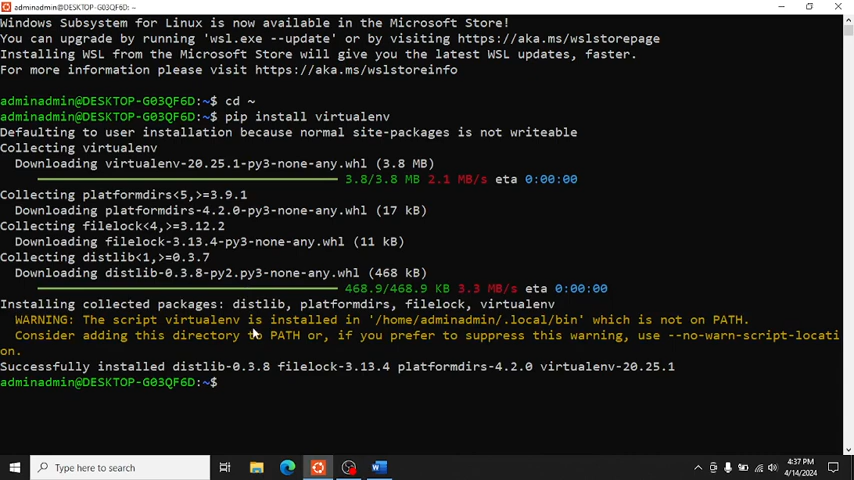 adminadmin@DESKTOP-G03QF6D: ~
Windows Subsystem for Linux is now available in the Microsoft Store!
You can upgrade by running 'wsl.exe --update' or by visiting https://aka.ms/wslstorepage
Installing WSL from the Microsoft Store will give you the latest WSL updates, faster.
For more information please visit https://aka.ms/wslstoreinfo
adminadmin@DESKTOP-G03QF6D:~$ cd ~
adminadmin@DESKTOP-G03QF6D:~$ pip install virtualenv
Defaulting to user installation because normal site-packages is not writeable
Collecting virtualenv
Downloading virtualenv-20.25.1-py3-none-any.whl (3.8 MB)
3.8/3.8 MB 2.1 MB/s eta 0:00:00
Collecting platformdirs<5,>=3.9.1
Downloading platformdirs-4.2.0-py3-none-any.whl (17 kB)
Collecting filelock<4,>=3.12.2
Downloading filelock-3.13.4-py3-none-any.whl (11 kB)
Collecting distlib<1,>=0.3.7
Downloading distlib-0.3.8-py2.py3-none-any.whl (468 kB)
468.9/468.9 KB 3.3 MB/s eta 0:00:00
Installing collected packages: distlib, platformdirs, filelock, virtualenv
WARNING: The script virtualenv is installed in '/home/adminadmin/.local/bin' which is not on PATH.
Consider adding this directory to PATH or, if you prefer to suppress this warning, use --no-warn-script-locati
on.
Successfully installed distlib-0.3.8 filelock-3.13.4 platformdirs-4.2.0 virtualenv-20.25.1
adminadmin@DESKTOP-G03QF6D:~$
Type here to search
4:37 PM
4/14/2024